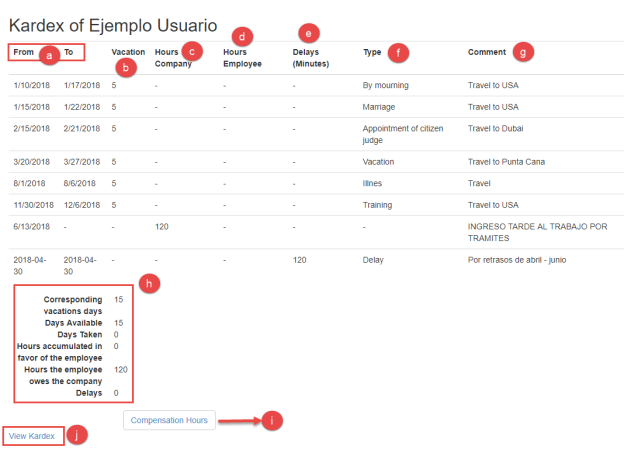 Kardex of Ejemplo Usuario
From a To Vacation b Hours Company c Hours Employee d Delays (Minutes) e Type f Comment g
1/10/2018 1/17/2018 5 - - - By mourning Travel to USA
1/15/2018 1/22/2018 5 - - - Marriage Travel to USA
2/15/2018 2/21/2018 5 - - - Appointment of citizen judge Travel to Dubai
3/20/2018 3/27/2018 5 - - - Vacation Travel to Punta Cana
8/1/2018 8/6/2018 5 - - - Illnes Travel
11/30/2018 12/6/2018 5 - - - Training Travel to USA
6/13/2018 - - 120 - - - INGRESO TARDE AL TRABAJO POR TRAMITES
2018-04-30 2018-04-30 - - - 120 Delay Por retrasos de abril - junio
h
Corresponding vacations days 15
Days Available 15
Days Taken 0
Hours accumulated in favor of the employee 0
Hours the employee owes the company 120
Delays 0
Compensation Hours i
View Kardex j